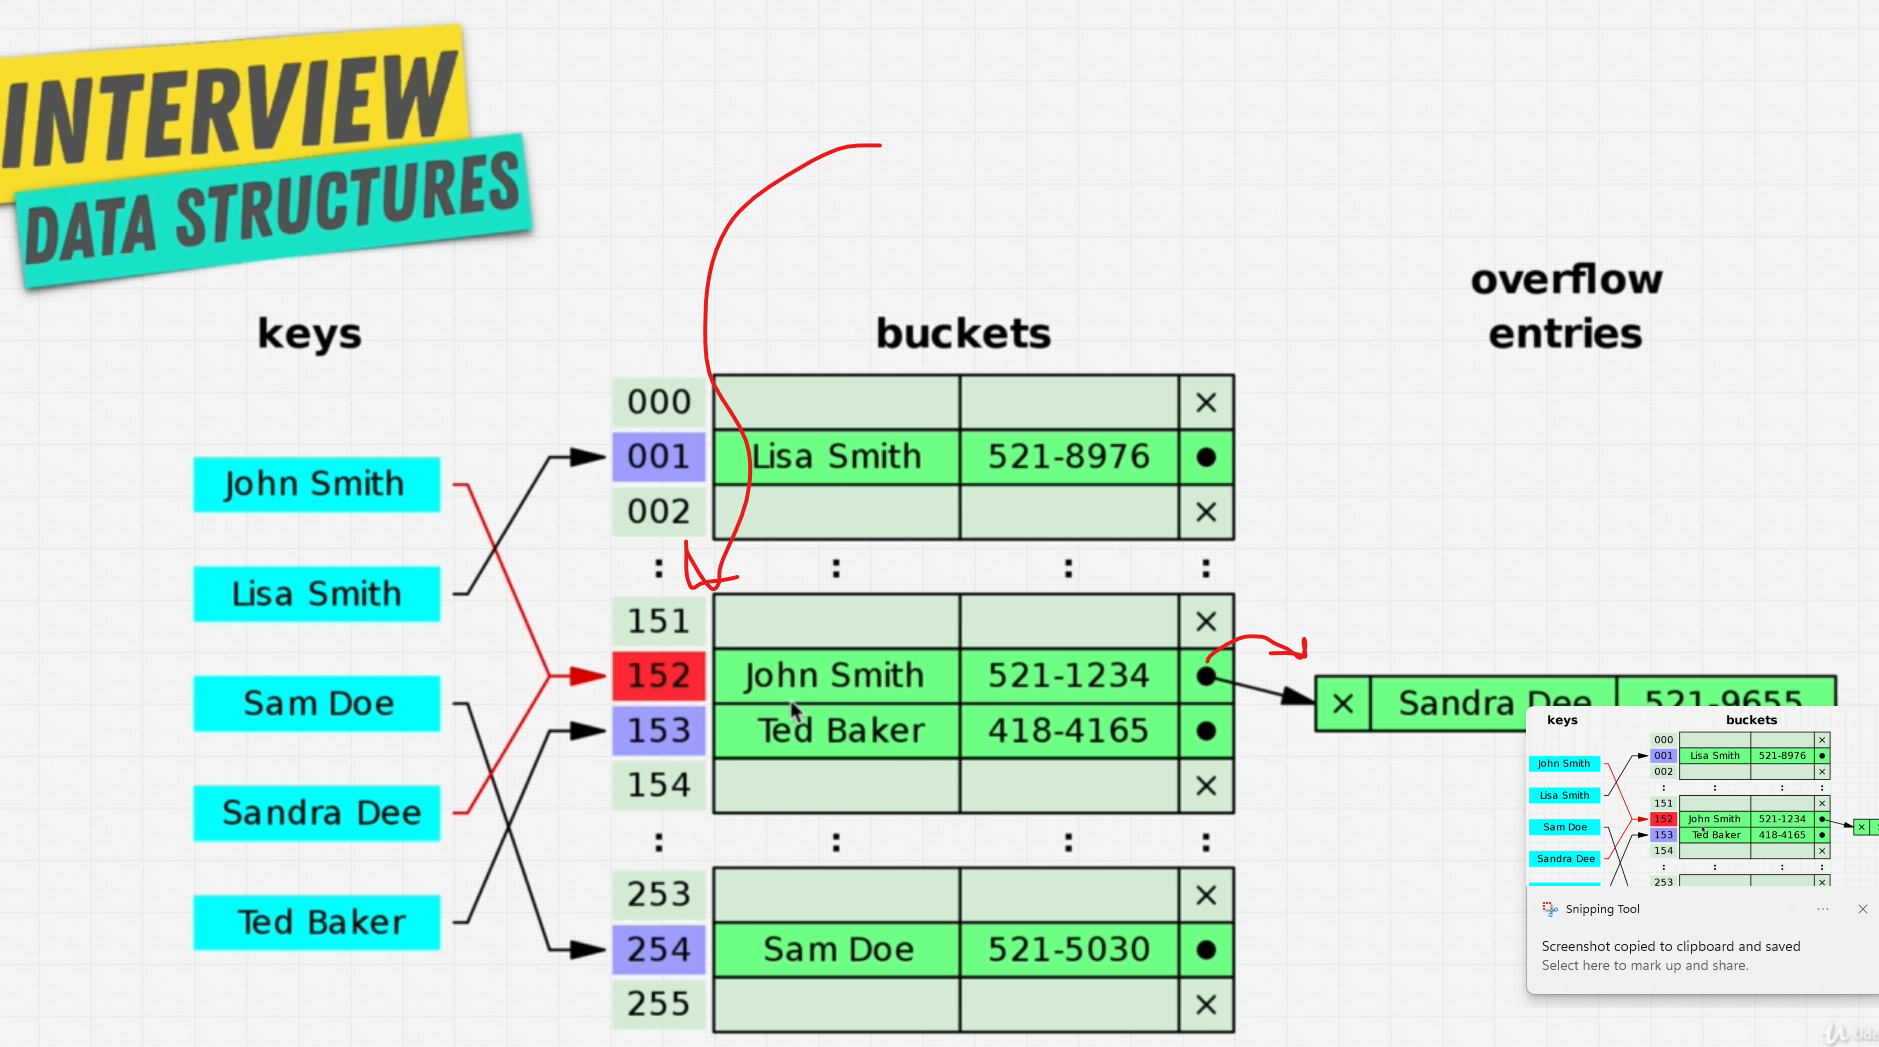 INTERVIEW
DATA STRUCTURES
keys
buckets
overflow
entries
John Smith
Lisa Smith
Sam Doe
Sandra Dee
Ted Baker
000 ×
001 Lisa Smith 521-8976 ●
002 ×
: : : :
151 ×
152 John Smith 521-1234 ●
153 Ted Baker 418-4165 ●
154 ×
: : : :
253 ×
254 Sam Doe 521-5030 ●
255 ×
× Sandra Dee 521-9655
keys
buckets
John Smith
Lisa Smith
Sam Doe
Sandra Dee
000 ×
001 Lisa Smith 521-8976 ●
002 ×
: : : :
151 ×
152 John Smith 521-1234 ●
153 Ted Baker 418-4165 ●
154 ×
: : : :
253 ×
×
Snipping Tool
Screenshot copied to clipboard and saved
Select here to mark up and share.